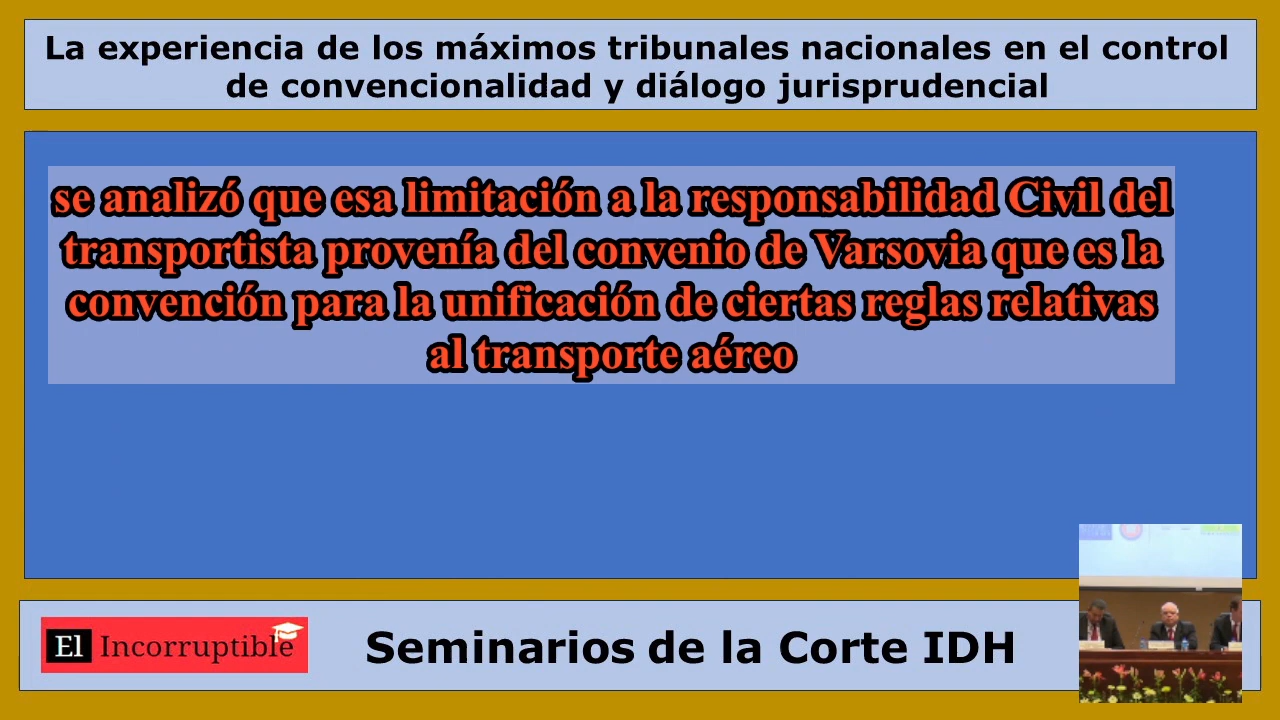 La experiencia de los máximos tribunales nacionales en el control
de convencionalidad y diálogo jurisprudencial
se analizó que esa limitación a la responsabilidad Civil del
transportista provenía del convenio de Varsovia que es la
convención para la unificación de ciertas reglas relativas
al transporte aéreo
El Incorruptible
Seminarios de la Corte IDH